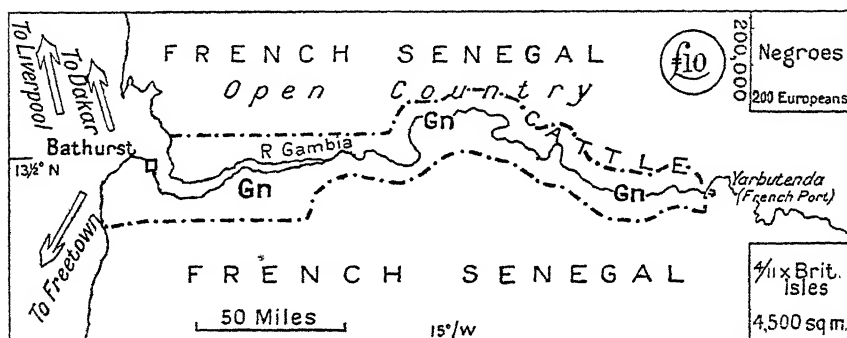 FRENCH SENEGAL
Open Country
To Liverpool
To Dakar
£10
200,000
Negroes
200 Europeans
Bathurst
13½° N
R Gambia
Gn
Gn
CATTLE
Gn
Yarbutenda
(French Port)
To Freetown
FRENCH SENEGAL
50 Miles
15°/W
4/11 x Brit.
Isles
4,500 sq m.